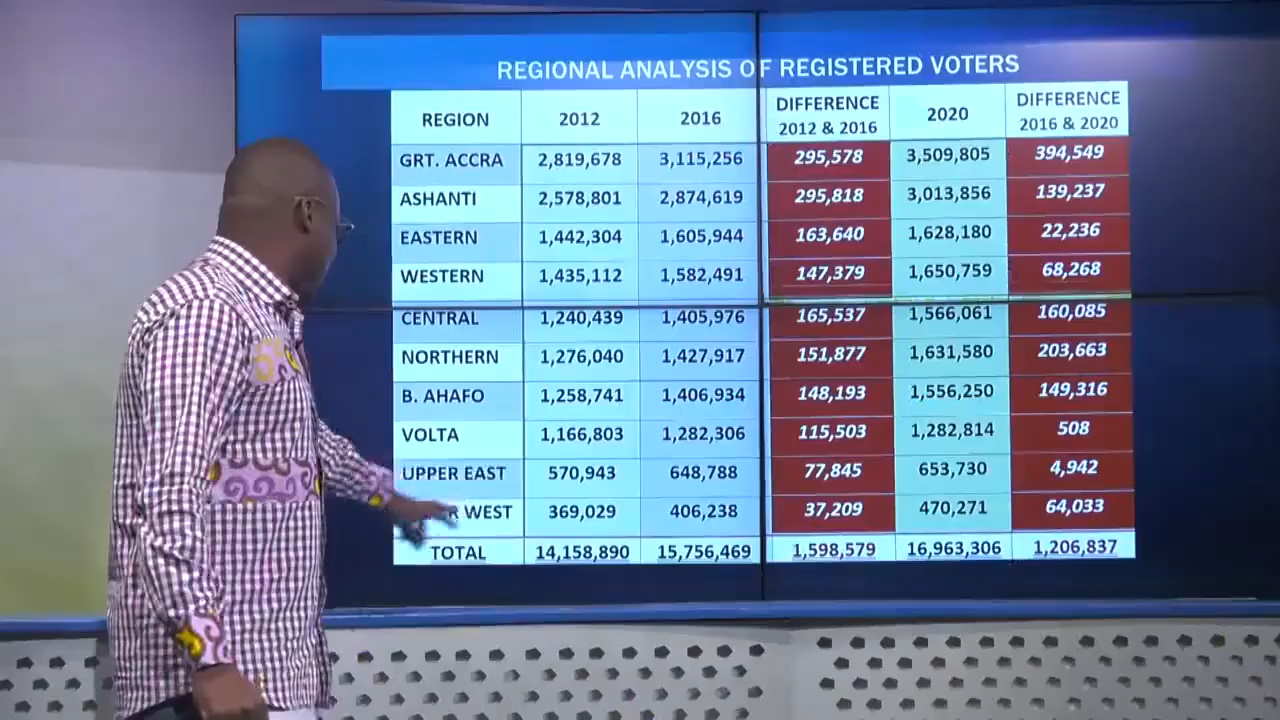 REGIONAL ANALYSIS OF REGISTERED VOTERS
REGION 2012 2016 DIFFERENCE 2012 & 2016 2020 DIFFERENCE 2016 & 2020
GRT. ACCRA 2,819,678 3,115,256 295,578 3,509,805 394,549
ASHANTI 2,578,801 2,874,619 295,818 3,013,856 139,237
EASTERN 1,442,304 1,605,944 163,640 1,628,180 22,236
WESTERN 1,435,112 1,582,491 147,379 1,650,759 68,268
CENTRAL 1,240,439 1,405,976 165,537 1,566,061 160,085
NORTHERN 1,276,040 1,427,917 151,877 1,631,580 203,663
B. AHAFO 1,258,741 1,406,934 148,193 1,556,250 149,316
VOLTA 1,166,803 1,282,306 115,503 1,282,814 508
UPPER EAST 570,943 648,788 77,845 653,730 4,942
WEST 369,029 406,238 37,209 470,271 64,033
TOTAL 14,158,890 15,756,469 1,598,579 16,963,306 1,206,837